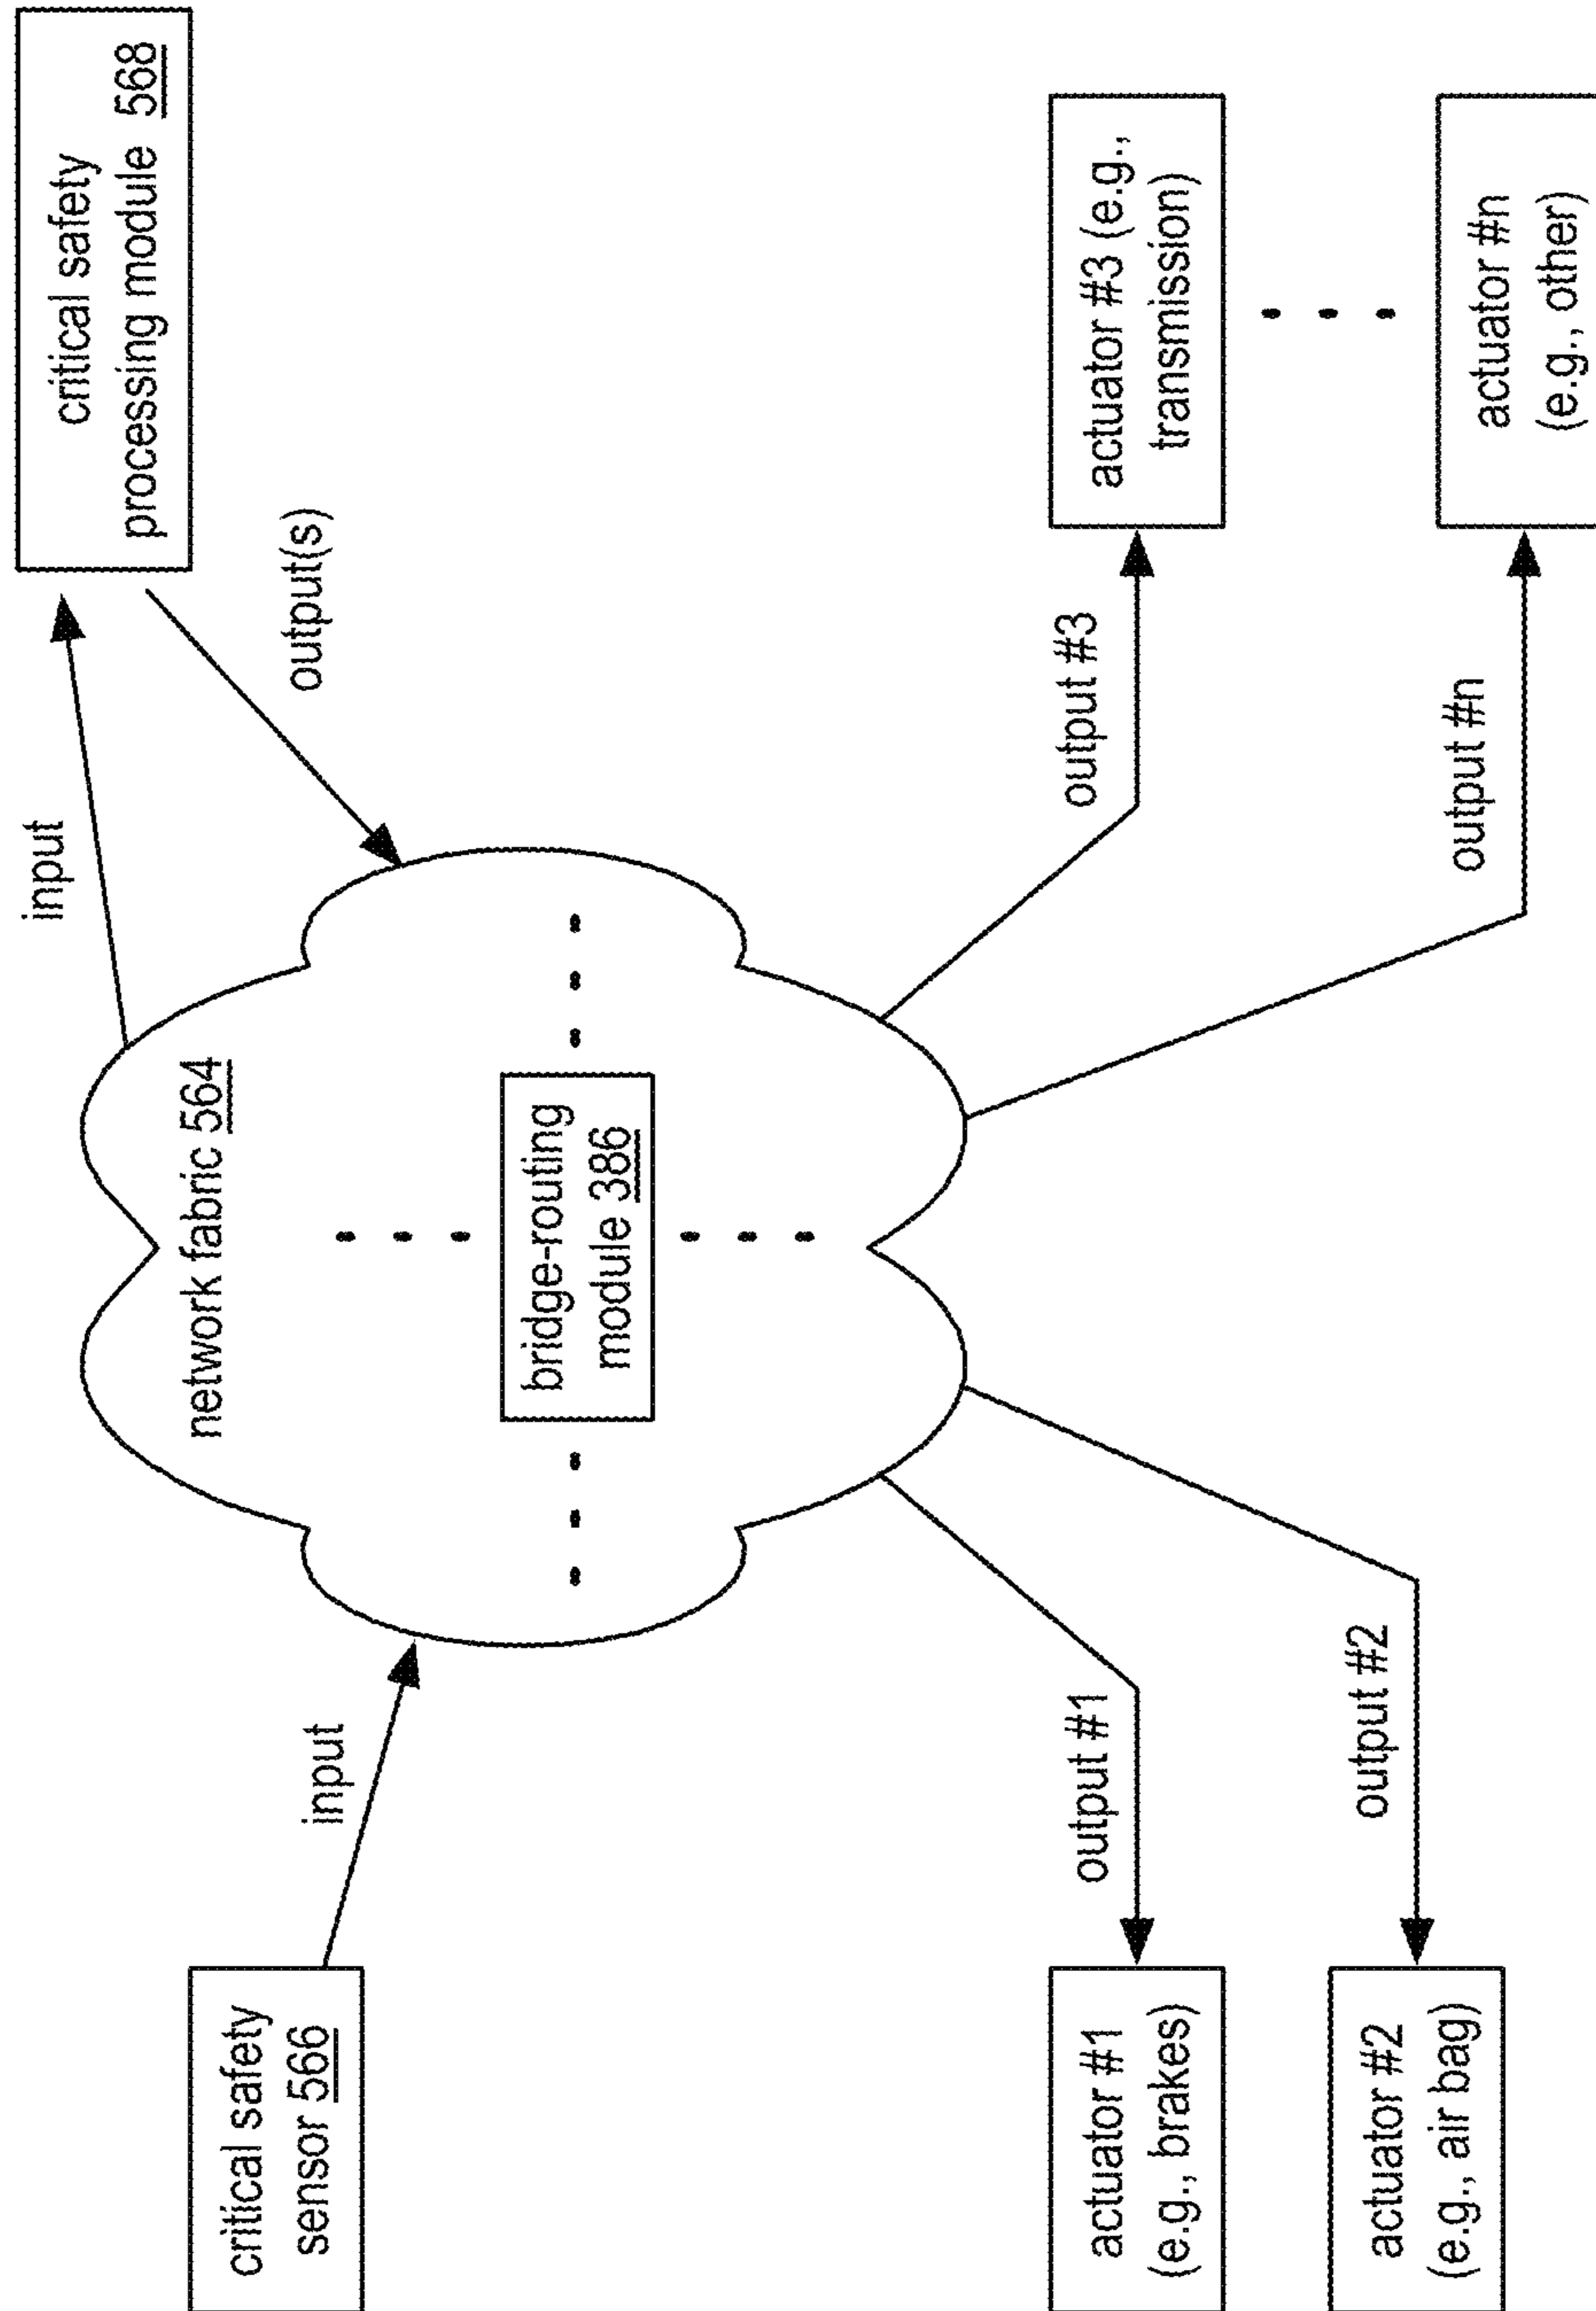 critical safety
processing module 568
input
output(s)
network fabric 564
critical safety
sensor 566
input
bridge-routing
module 386
actuator #1
(e.g., brakes)
output #1
output #3
actuator #3 (e.g.,
transmission)
actuator #2
(e.g., air bag)
output #2
output #n
actuator #n
(e.g., other)